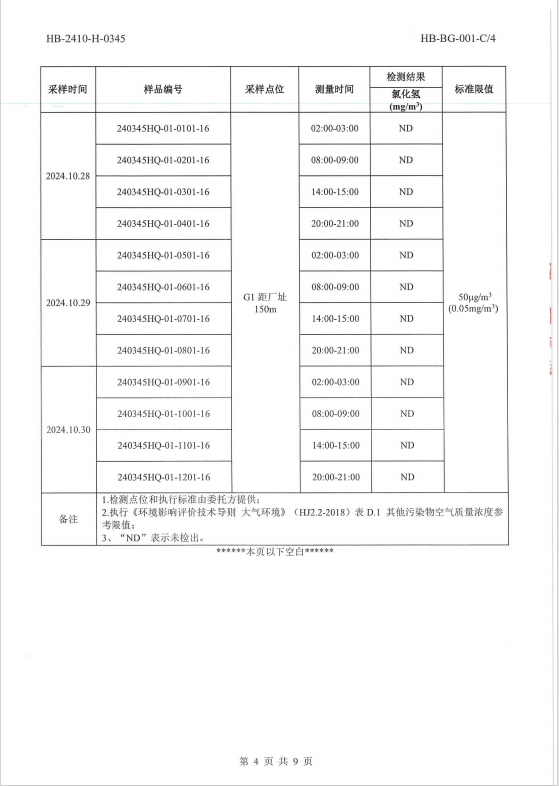 HB-2410-H-0345
HB-BG-001-C/4
采样时间 样品编号 采样点位 测量时间 检测结果 标准限值
氯化氢
(mg/m³)
2024.10.28
240345HQ-01-0101-16 02:00-03:00 ND
240345HQ-01-0201-16 08:00-09:00 ND
240345HQ-01-0301-16 14:00-15:00 ND
240345HQ-01-0401-16 20:00-21:00 ND
2024.10.29
240345HQ-01-0501-16 02:00-03:00 ND
240345HQ-01-0601-16 08:00-09:00 ND
240345HQ-01-0701-16 14:00-15:00 ND
240345HQ-01-0801-16 20:00-21:00 ND
G1 距厂址
150m
50μg/m³
(0.05mg/m³)
2024.10.30
240345HQ-01-0901-16 02:00-03:00 ND
240345HQ-01-1001-16 08:00-09:00 ND
240345HQ-01-1101-16 14:00-15:00 ND
240345HQ-01-1201-16 20:00-21:00 ND
备注
1.检测点位和执行标准由委托方提供;
2.执行《环境影响评价技术导则 大气环境》（HJ2.2-2018）表 D.1 其他污染物空气质量浓度参
考限值;
3、“ND”表示未检出。
******本页以下空白******
第 4 页 共 9 页